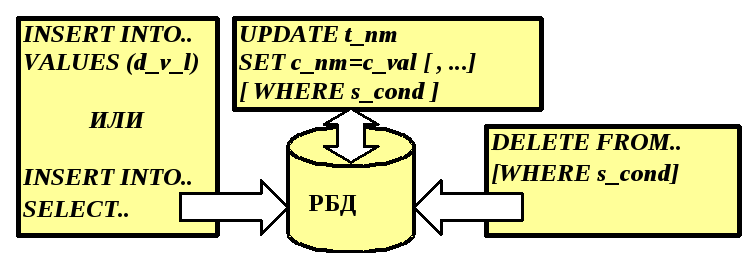 INSERT INTO..
VALUES (d_v_l)
ИЛИ
INSERT INTO..
SELECT..
UPDATE t_nm
SET c_nm=c_val [ , ...]
[ WHERE s_cond ]
РБД
DELETE FROM..
[WHERE s_cond]